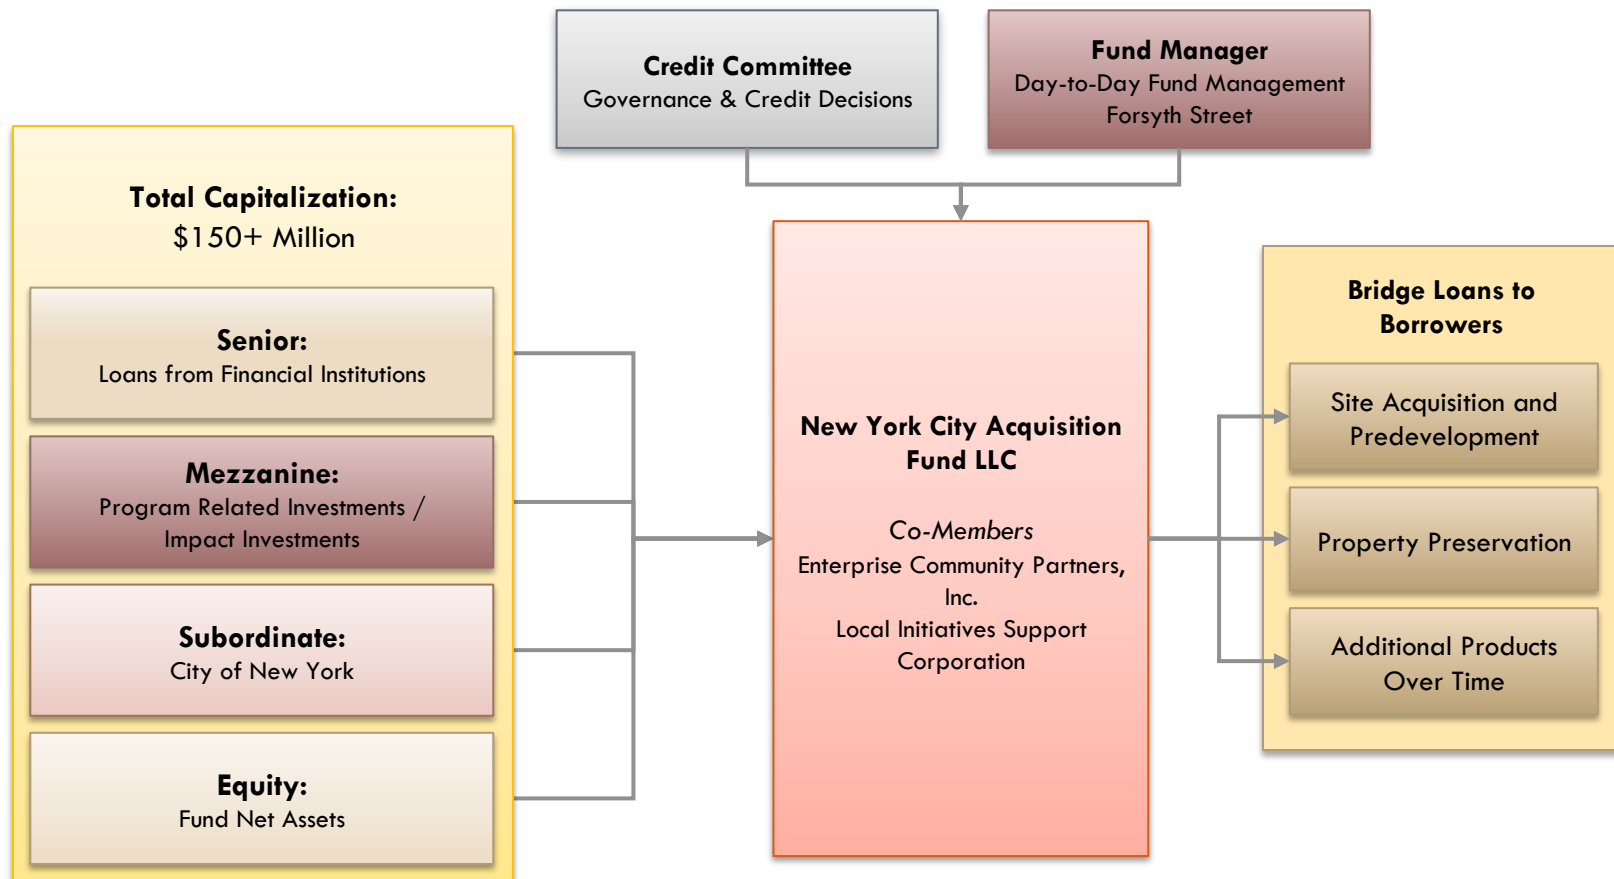 Credit Committee
Governance & Credit Decisions
Fund Manager
Day-to-Day Fund Management
Forsyth Street
Total Capitalization:
$150+ Million
Senior:
Loans from Financial Institutions
Mezzanine:
Program Related Investments /
Impact Investments
Subordinate:
City of New York
Equity:
Fund Net Assets
New York City Acquisition
Fund LLC
Co-Members
Enterprise Community Partners,
Inc.
Local Initiatives Support
Corporation
Bridge Loans to
Borrowers
Site Acquisition and
Predevelopment
Property Preservation
Additional Products
Over Time